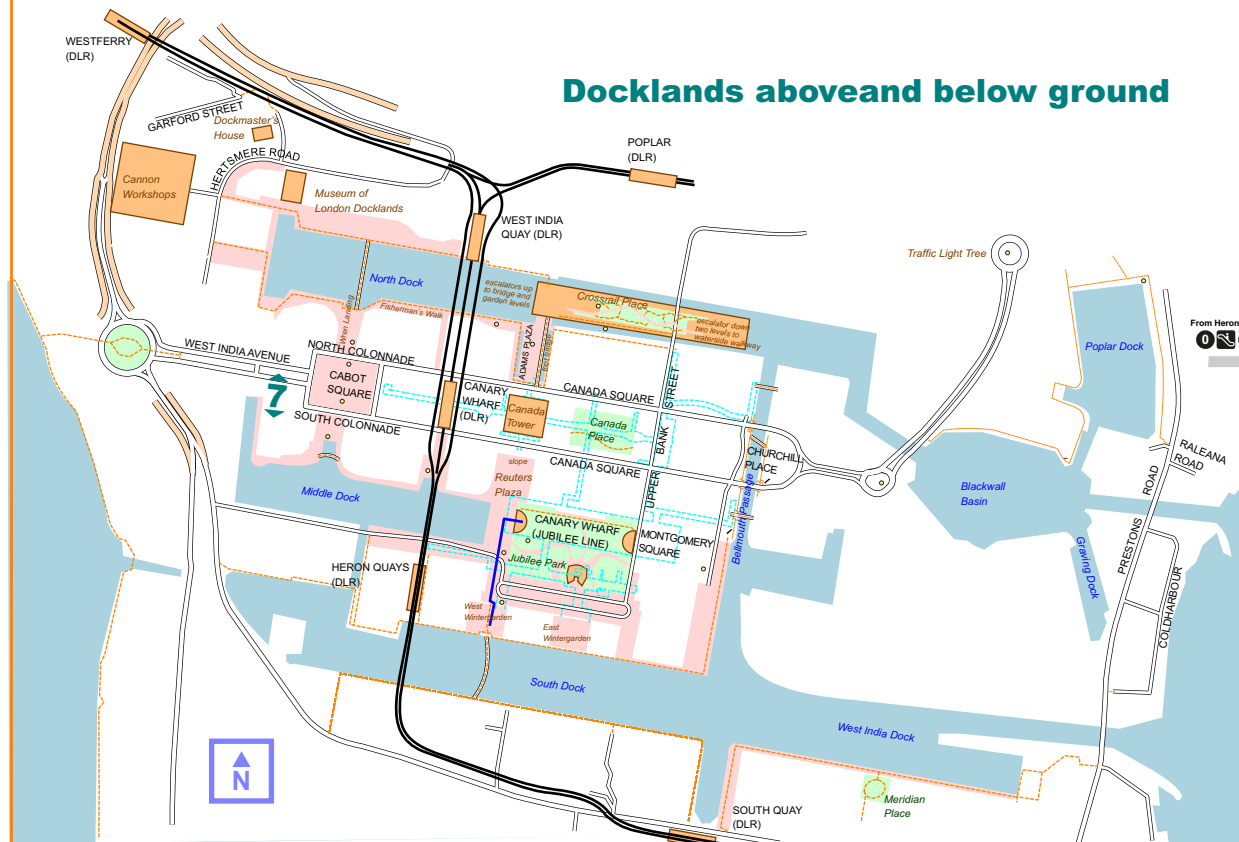 WESTFERRY
(DLR)
Docklands aboveand below ground
GARFORD STREET
Dockmaster's
House
POPLAR
(DLR)
HERTSMERE ROAD
Cannon
Workshops
Museum of
London Docklands
WEST INDIA
QUAY (DLR)
Traffic Light Tree
North Dock
escalators up
to bridge and
garden levels
Crossrail Place
Wren Landing
Fisherman's Walk
escalator down
two levels to
waterside walkway
From Heron
0
Poplar Dock
WEST INDIA AVENUE
NORTH COLONNADE
ADAMS PLAZA
CABOT
SQUARE
7
CANARY
WHARF
(DLR)
CANADA SQUARE
STREET
Canada
Tower
Canada
Place
SOUTH COLONNADE
BANK
CHURCHILL
PLACE
RALEANA
ROAD
slope
CANADA SQUARE
Reuters
Plaza
UPPER
ROAD
Middle Dock
Blackwall
Basin
Bellmouth Passage
CANARY WHARF
(JUBILEE LINE)
MONTGOMERY
SQUARE
PRESTONS
Graving Dock
Jubilee Park
HERON QUAYS
(DLR)
COLDHARBOUR
West
Wintergarden
East
Wintergarden
South Dock
West India Dock
N
Meridian
Place
SOUTH QUAY
(DLR)